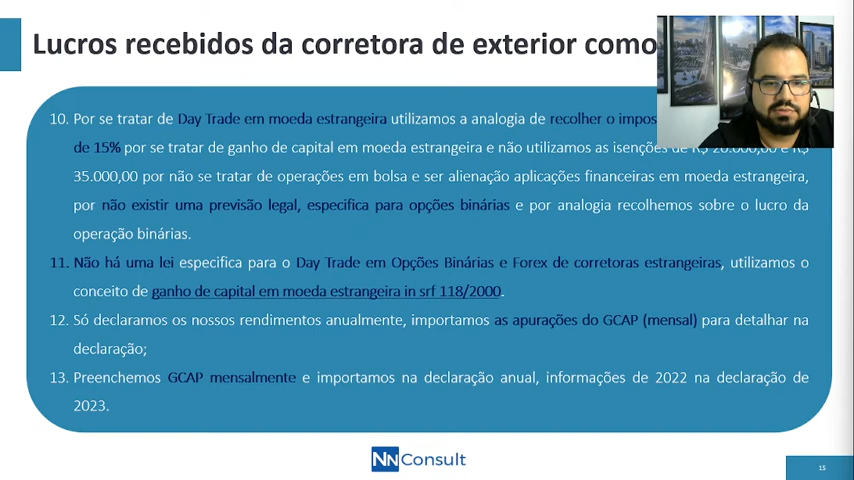 Lucros recebidos da corretora de exterior como
10. Por se tratar de Day Trade em moeda estrangeira utilizamos a analogia de recolher o
de 15% por se tratar de ganho de capital em moeda estrangeira e não utilizamos as isenções de R$ 20.000,00 e R$
35.000,00 por não se tratar de operações em bolsa e ser alienação aplicações financeiras em moeda estrangeira,
por não existir uma previsão legal, especifica para opções binárias e por analogia recolhemos sobre o lucro da
operação binárias.
11. Não há uma lei especifica para o Day Trade em Opções Binárias e Forex de corretoras estrangeiras, utilizamos o
conceito de ganho de capital em moeda estrangeira in srf 118/2000.
12. Só declaramos os nossos rendimentos anualmente, importamos as apurações do GCAP (mensal) para detalhar na
declaração;
13. Preenchemos GCAP mensalmente e importamos na declaração anual, informações de 2022 na declaração de
2023.
NN Consult
15